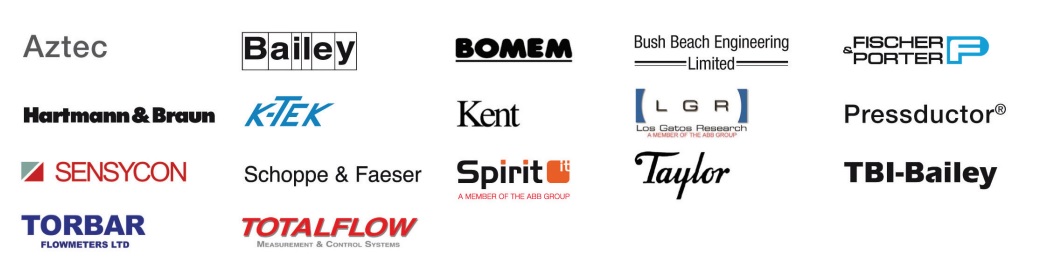 Aztec
Bailey
BOMEM
Bush Beach Engineering
Limited
FISCHER
& PORTER
Hartmann & Braun
K-TEK
Kent
LGR
Los Gatos Research
A MEMBER OF THE ABB GROUP
Pressductor®
SENSYCON
Schoppe & Faeser
Spirit it
A MEMBER OF THE ABB GROUP
Taylor
TBI-Bailey
TORBAR
FLOWMETERS LTD
TOTALFLOW
MEASUREMENT & CONTROL SYSTEMS